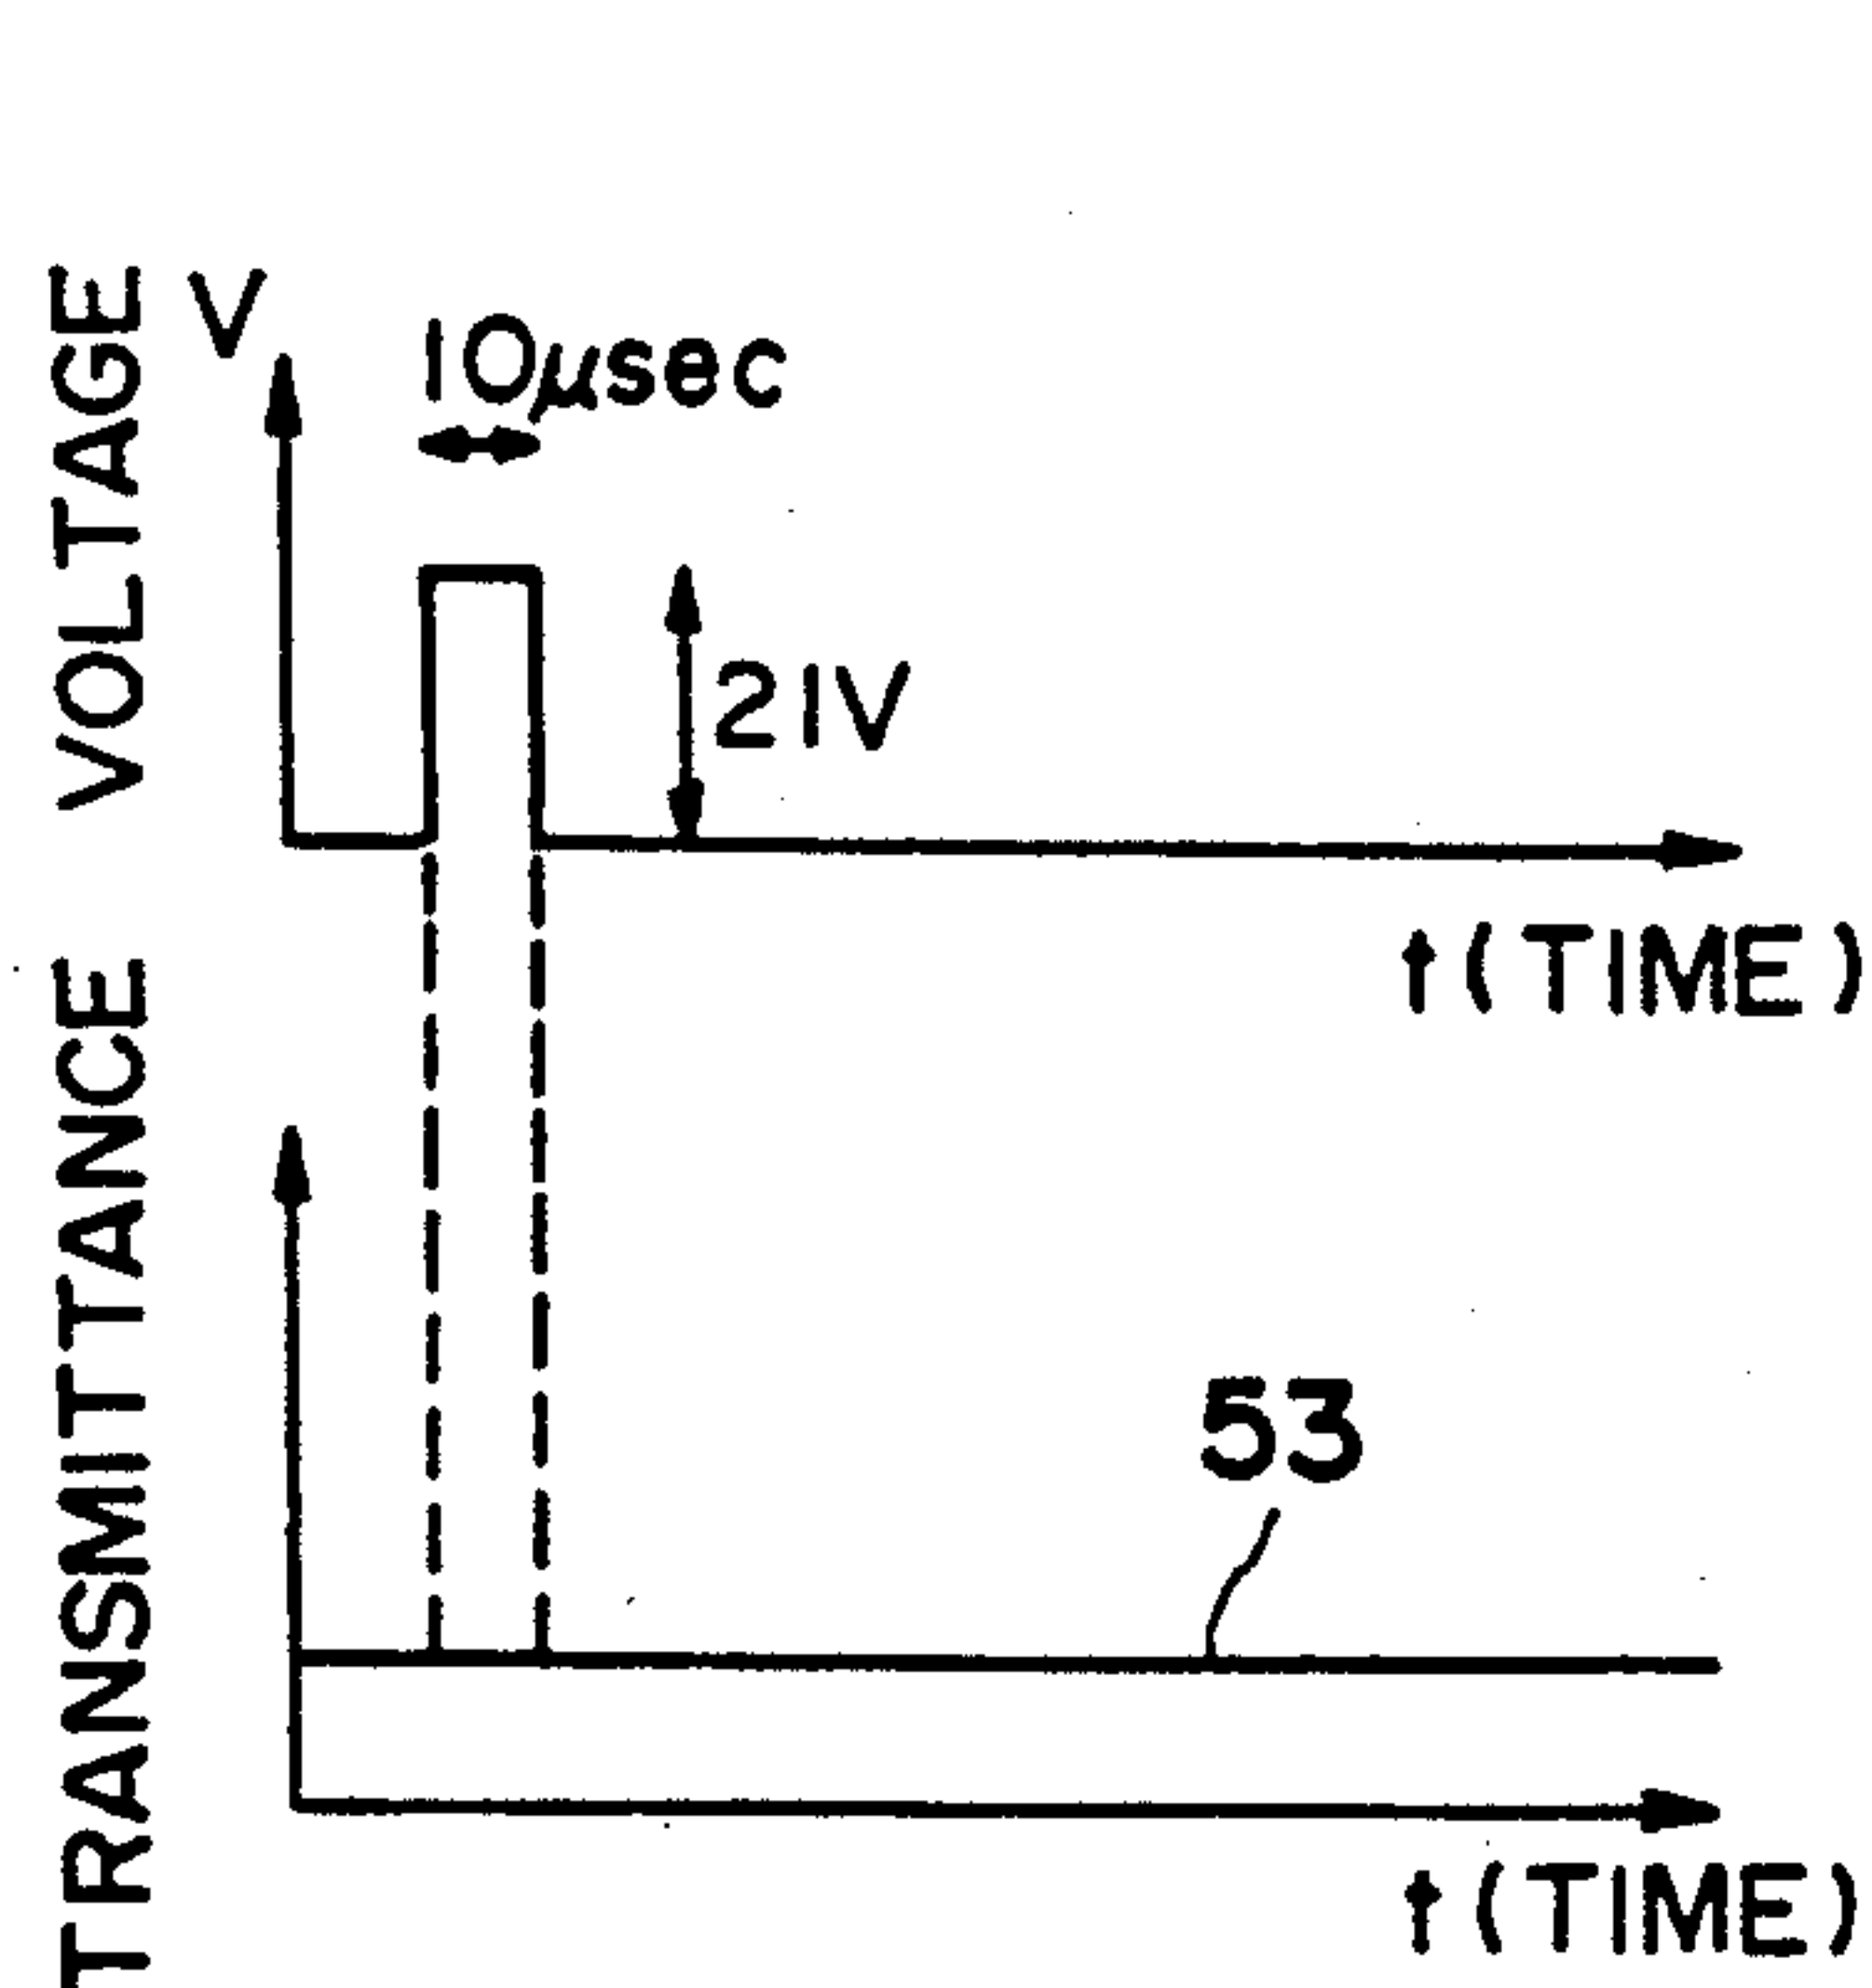 VOLTAGE
V
10μsec
21V
t (TIME)
TRANSMITTANCE
53
t (TIME)